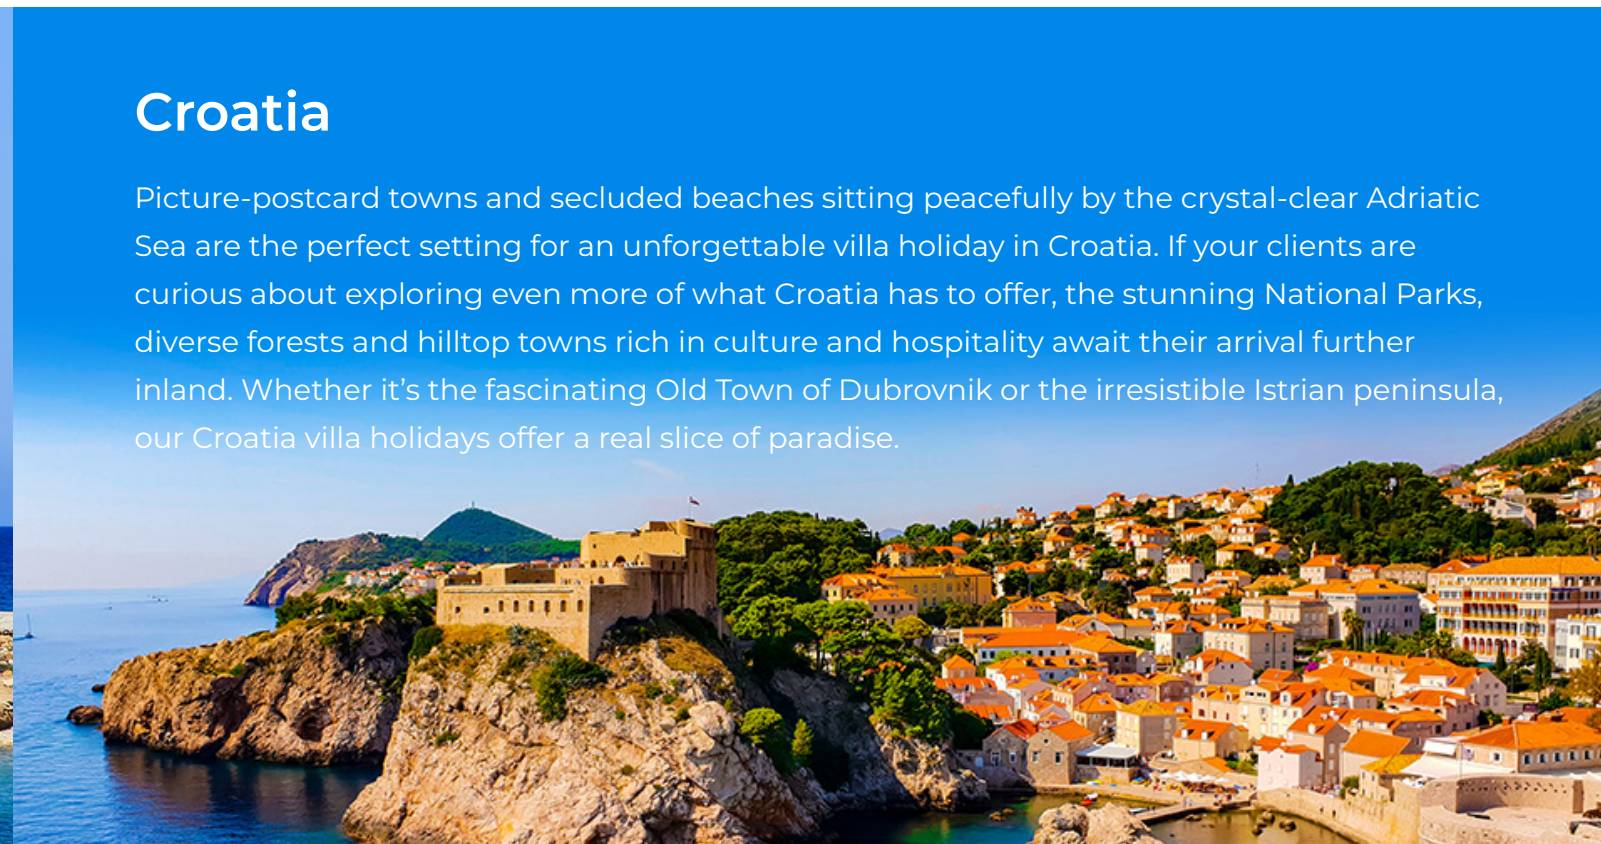 Croatia
Picture-postcard towns and secluded beaches sitting peacefully by the crystal-clear Adriatic
Sea are the perfect setting for an unforgettable villa holiday in Croatia. If your clients are
curious about exploring even more of what Croatia has to offer, the stunning National Parks,
diverse forests and hilltop towns rich in culture and hospitality await their arrival further
inland. Whether it’s the fascinating Old Town of Dubrovnik or the irresistible Istrian peninsula,
our Croatia villa holidays offer a real slice of paradise.